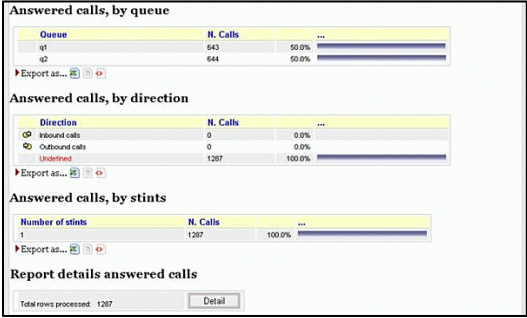 Answered calls, by queue
Queue N. Calls ...
q1 643 50.0%
q2 644 50.0%
Export as...
Answered calls, by direction
Direction N. Calls ...
Inbound calls 0 0.0%
Outbound calls 0 0.0%
Undefined 1287 100.0%
Export as...
Answered calls, by stints
Number of stints N. Calls ...
1 1287 100.0%
Export as...
Report details answered calls
Total rows processed: 1287 Detail